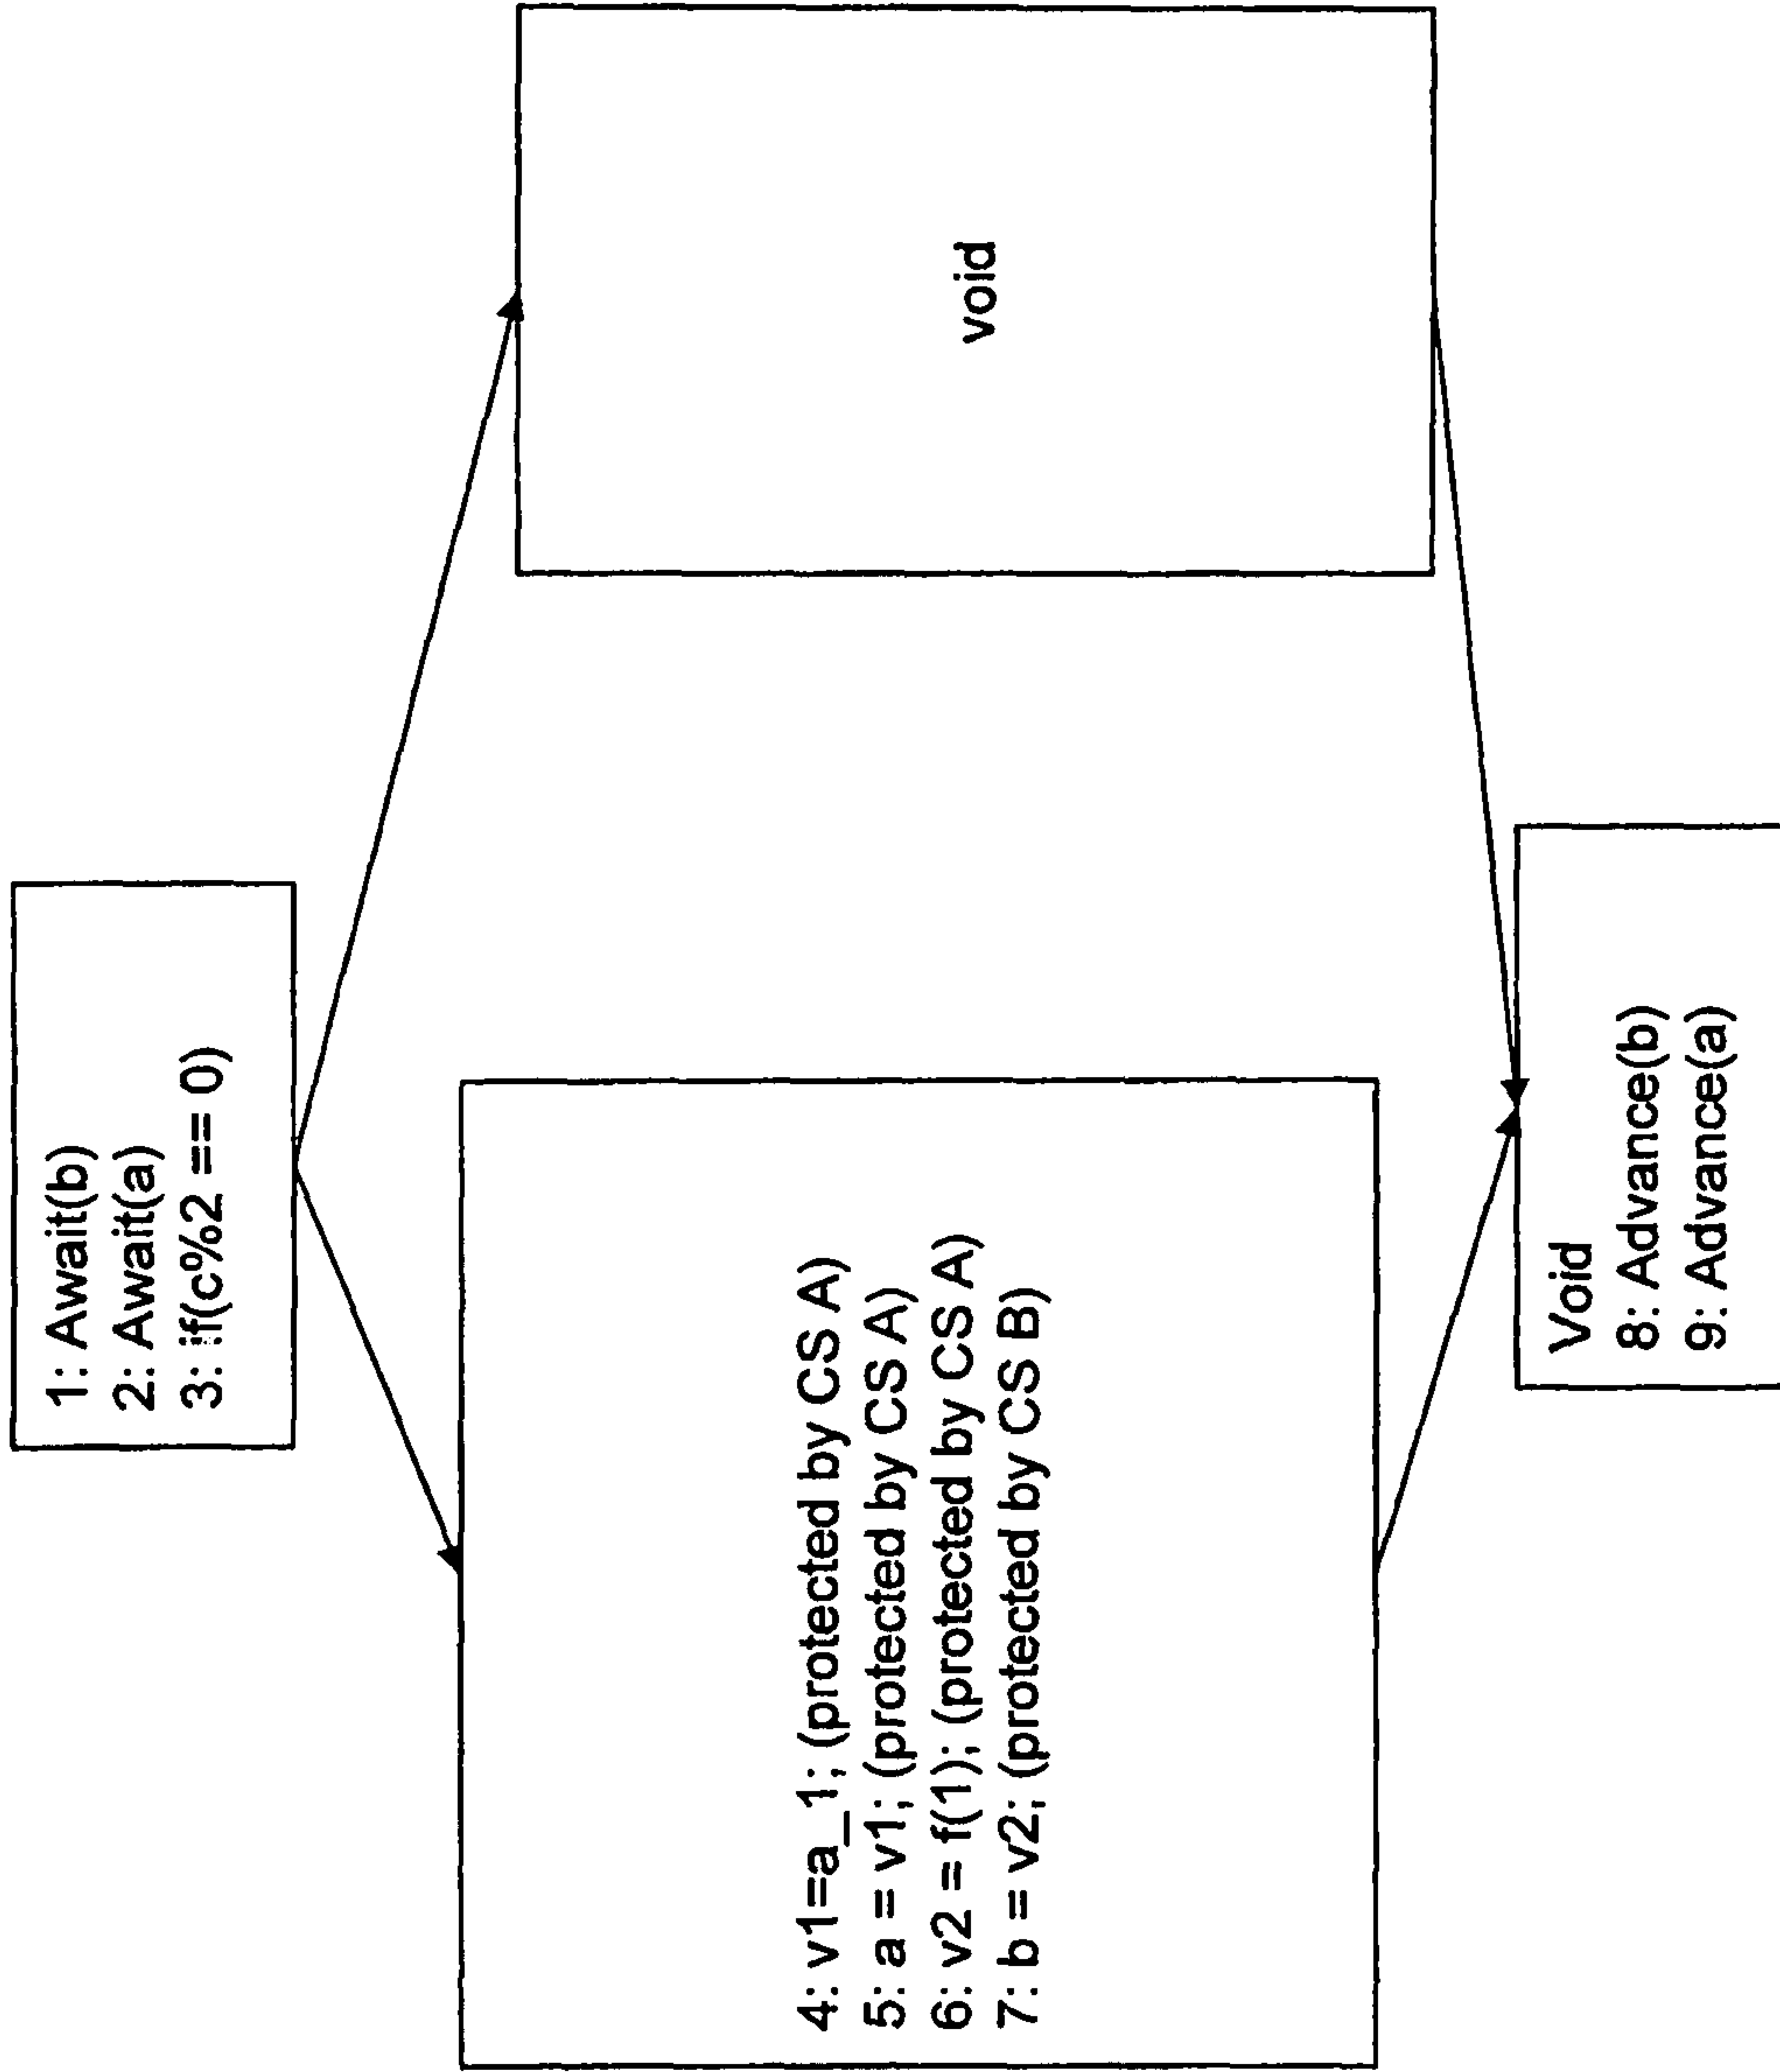 1: Await(b)
2: Await(a)
3: if(c%2 == 0)
4: v1=a_1; (protected by CS A)
5: a = v1; (protected by CS A)
6: v2 = f(1); (protected by CS A)
7: b = v2; (protected by CS B)
void
Void
8: Advance(b)
9: Advance(a)